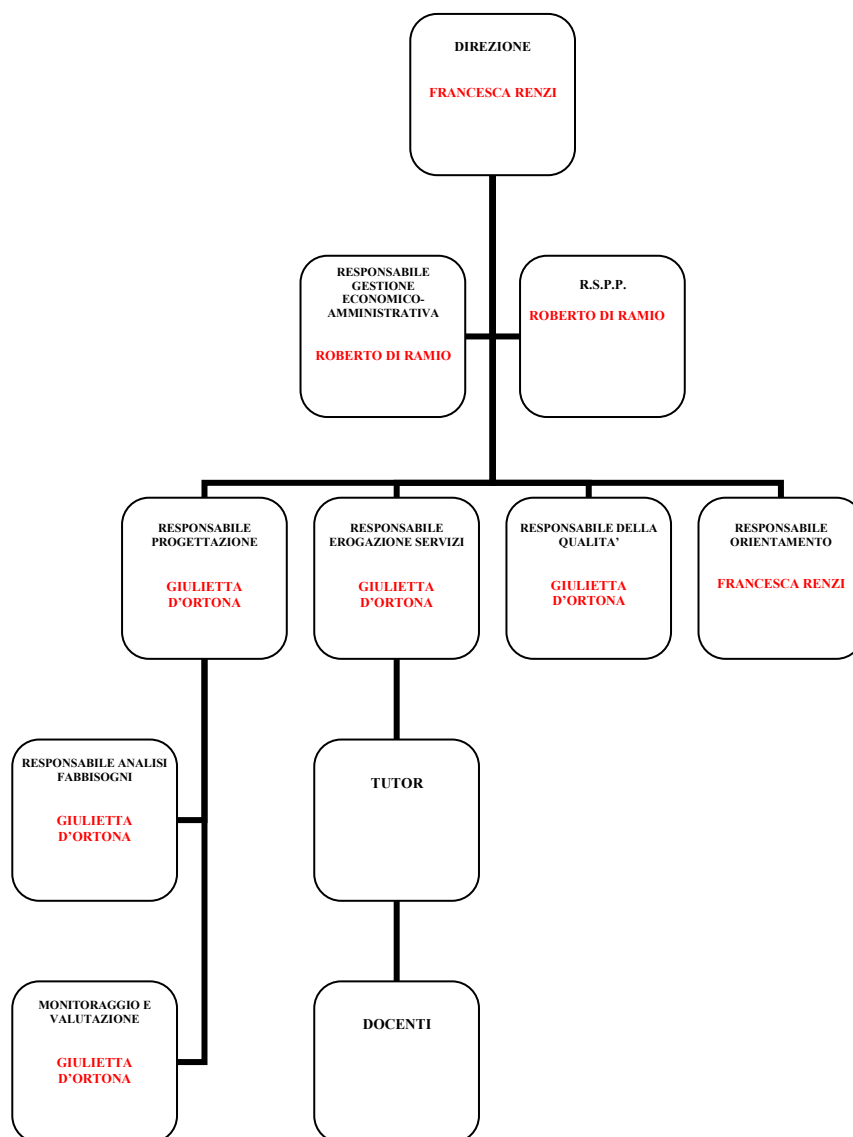 DIREZIONE
FRANCESCA RENZI
RESPONSABILE
GESTIONE
ECONOMICO-
AMMINISTRATIVA
ROBERTO DI RAMIO
R.S.P.P.
ROBERTO DI RAMIO
RESPONSABILE
PROGETTAZIONE
GIULIETTA
D’ORTONA
RESPONSABILE
EROGAZIONE SERVIZI
GIULIETTA
D’ORTONA
RESPONSABILE DELLA
QUALITA’
GIULIETTA
D’ORTONA
RESPONSABILE
ORIENTAMENTO
FRANCESCA RENZI
RESPONSABILE ANALISI
FABBISOGNI
GIULIETTA
D’ORTONA
TUTOR
MONITORAGGIO E
VALUTAZIONE
GIULIETTA
D’ORTONA
DOCENTI